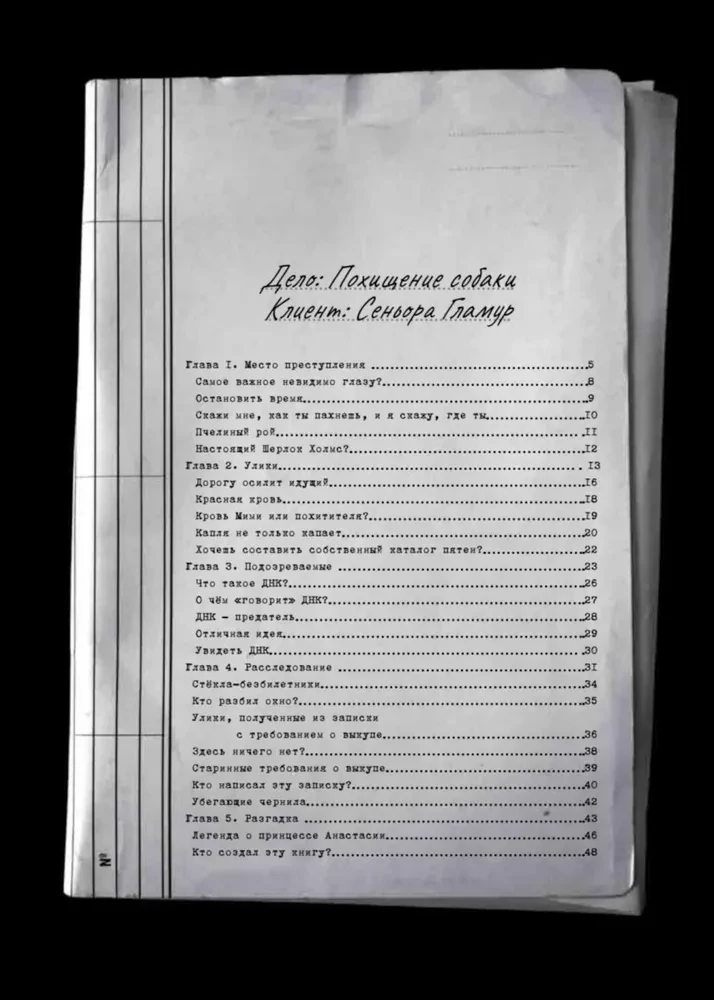 Дело: Похищение собаки
Клиент: Сеньора Гламур
Глава I. Место преступления ........................................5
Самое важное невидимо глазу?........................................8
Остановить время........................................9
Скажи мне, как ты пахнешь, и я скажу, где ты....................10
Пчелиный рой........................................11
Настоящий Шерлок Холмс?........................................12
Глава 2. Улики........................................13
Дорогу осилит идущий........................................16
Красная кровь........................................18
Кровь Мими или похитителя?........................................19
Капля не только капает........................................20
Хочешь составить собственный каталог пятен?....................22
Глава 3. Подозреваемые ........................................23
Что такое ДНК?........................................26
О чём «говорит» ДНК?........................................27
ДНК – предатель........................................28
Отличная идея........................................29
Увидеть ДНК........................................30
Глава 4. Расследование ........................................31
Стёкла-безбилетники........................................34
Кто разбил окно?........................................35
Улики, полученные из записки
с требованием о выкупе........................................36
Здесь ничего нет?........................................38
Старинные требования о выкупе........................................39
Кто написал эту записку?........................................40
Убегающие чернила........................................42
Глава 5. Разгадка ........................................43
Легенда о принцессе Анастасии........................................46
Кто создал эту книгу?........................................48
№